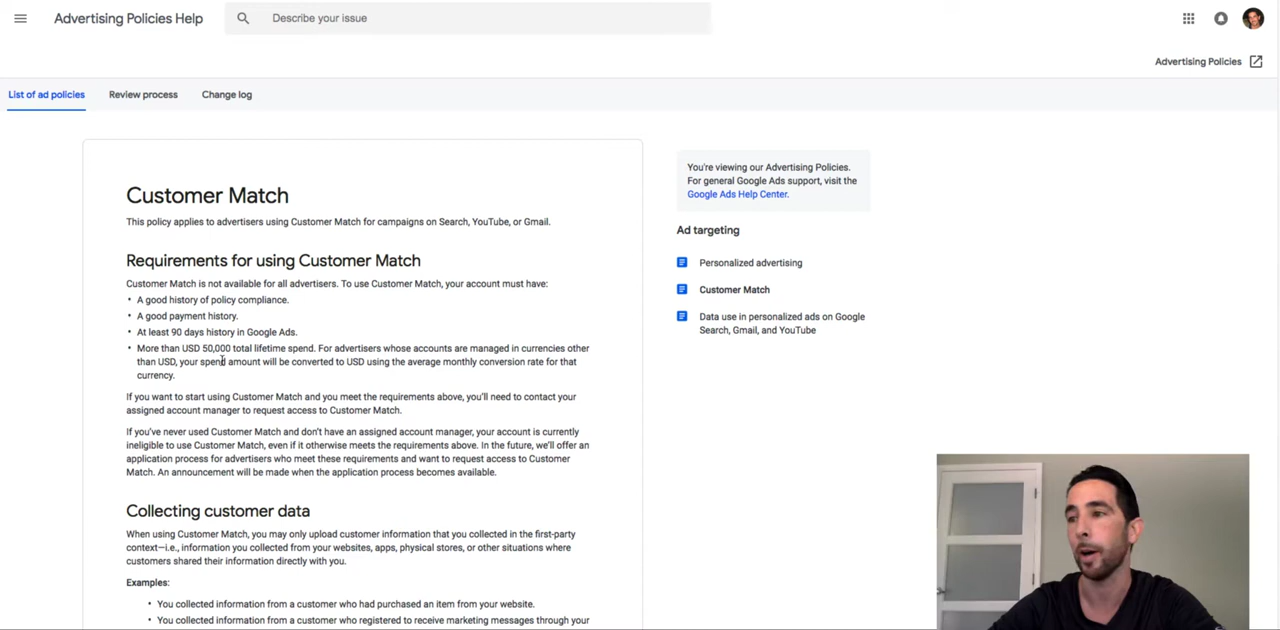 Advertising Policies Help
Describe your issue
Advertising Policies
List of ad policies
Review process
Change log
Customer Match
This policy applies to advertisers using Customer Match for campaigns on Search, YouTube, or Gmail.
Requirements for using Customer Match
Customer Match is not available for all advertisers. To use Customer Match, your account must have:
• A good history of policy compliance.
• A good payment history.
• At least 90 days history in Google Ads.
• More than USD 50,000 total lifetime spend. For advertisers whose accounts are managed in currencies other
than USD, your spend amount will be converted to USD using the average monthly conversion rate for that
currency.
If you want to start using Customer Match and you meet the requirements above, you'll need to contact your
assigned account manager to request access to Customer Match.
If you've never used Customer Match and don't have an assigned account manager, your account is currently
ineligible to use Customer Match, even if it otherwise meets the requirements above. In the future, we'll offer an
application process for advertisers who meet these requirements and want to request access to Customer
Match. An announcement will be made when the application process becomes available.
Collecting customer data
When using Customer Match, you may only upload customer information that you collected in the first-party
context—i.e., information you collected from your websites, apps, physical stores, or other situations where
customers shared their information directly with you.
Examples:
• You collected information from a customer who had purchased an item from your website.
• You collected information from a customer who registered to receive marketing messages through your
You're viewing our Advertising Policies.
For general Google Ads support, visit the
Google Ads Help Center.
Ad targeting
Personalized advertising
Customer Match
Data use in personalized ads on Google
Search, Gmail, and YouTube